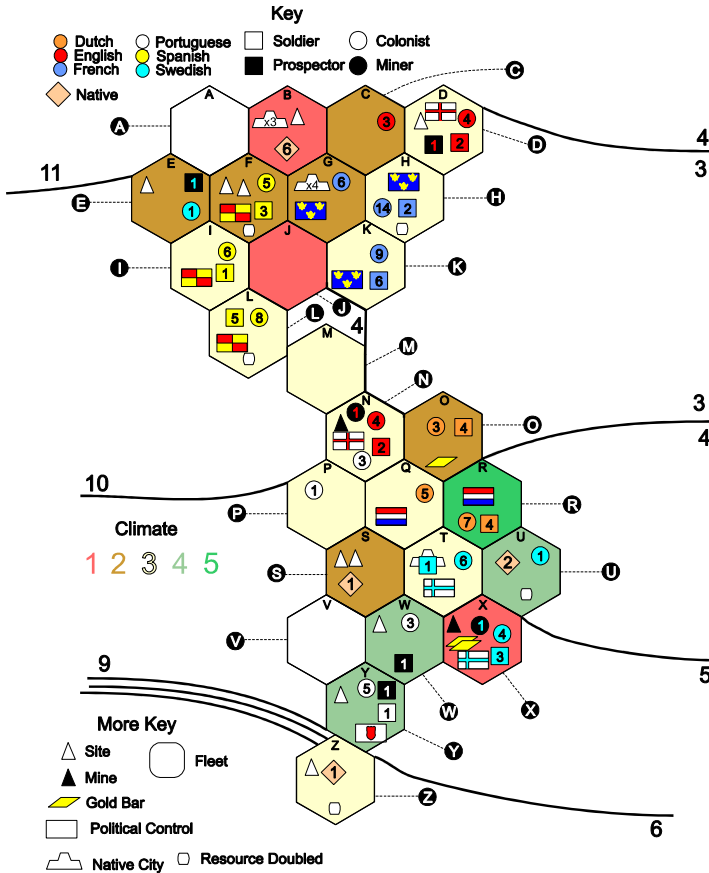 Key
Dutch Portuguese Soldier Colonist
English Spanish
French Swedish Prospector Miner
Native
C
A B C D
A x3 3 4
6 1 2 D
4
3
11
E F G H
1 5 x4 6
E 1 3 14 2 H
I J K
6 9
I 1 6 K
J
L
5 8 L
4
M
M
N
N O
1 4
2 3 4 O
3
3
4
10
P Q R
1 5
P 7 4 R
Climate
1 2 3 4 5
S T U
1 6 2 1
S 1 U
V W X
3 1 4
V 1 3
5
9
Y
5 1 W X
1
Y
More Key
Z
Site Fleet
1
Mine
Z
Gold Bar
6
Political Control
Native City Resource Doubled